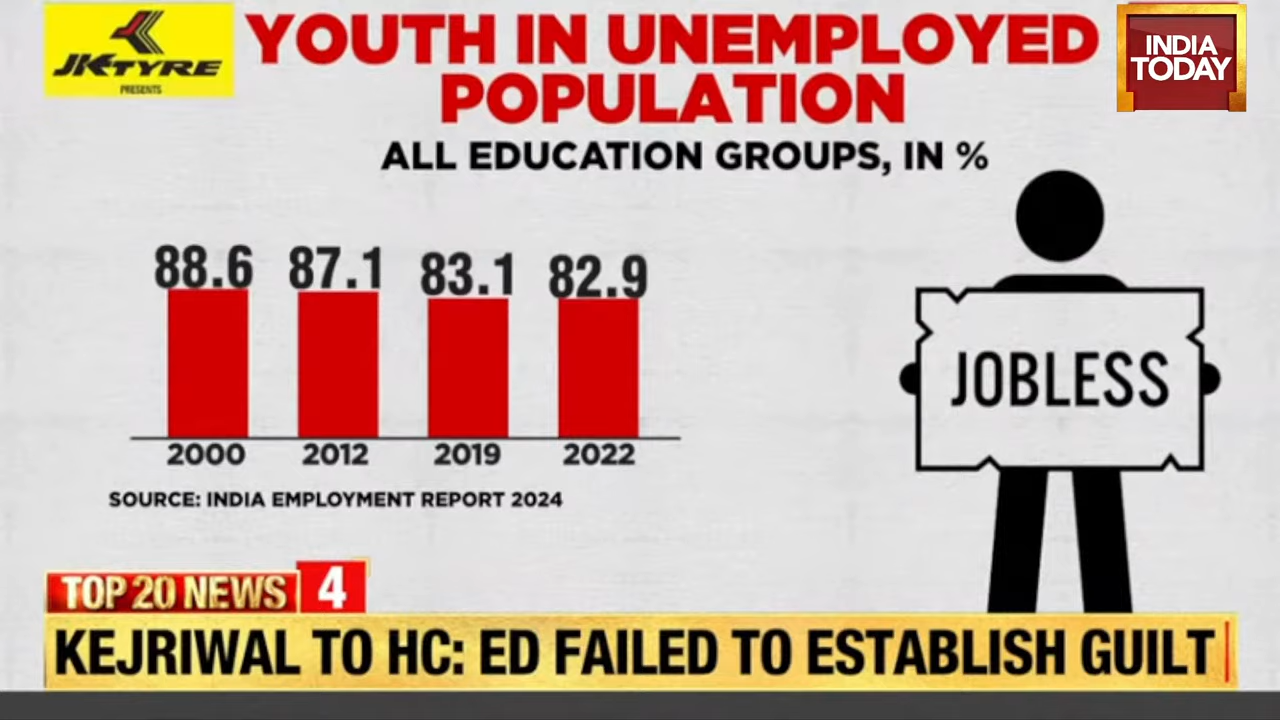 JK TYRE
PRESENTS
YOUTH IN UNEMPLOYED
POPULATION
INDIA
TODAY
ALL EDUCATION GROUPS, IN %
88.6 87.1 83.1 82.9
2000 2012 2019 2022
SOURCE: INDIA EMPLOYMENT REPORT 2024
JOBLESS
TOP 20 NEWS 4
KEJRIWAL TO HC: ED FAILED TO ESTABLISH GUILT